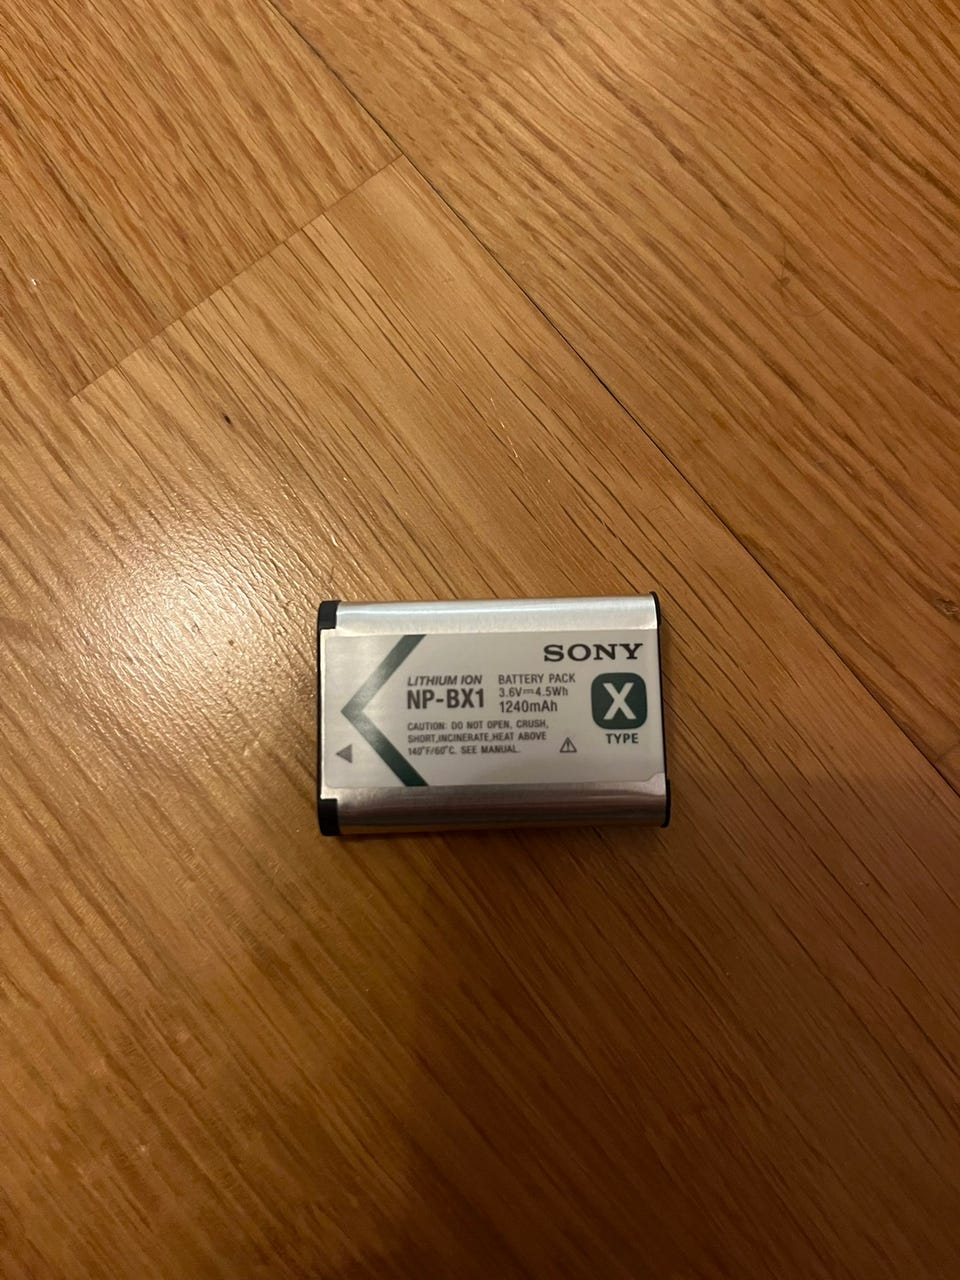 SONY
LITHIUM ION
NP-BX1
BATTERY PACK
3.6V⎓4.5Wh
1240mAh
X
TYPE
CAUTION: DO NOT OPEN, CRUSH,
SHORT,INCINERATE,HEAT ABOVE
140°F/60°C. SEE MANUAL.